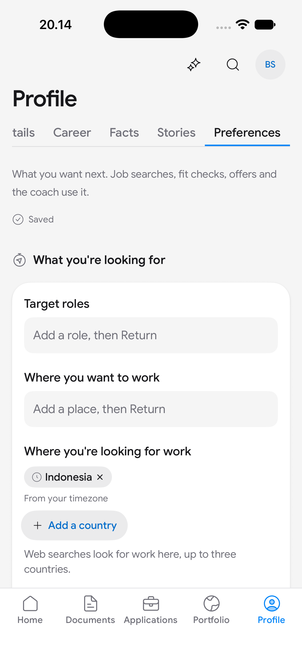 20.14
BS
Profile
tails Career Facts Stories Preferences
What you want next. Job searches, fit checks, offers and
the coach use it.
Saved
What you're looking for
Target roles
Add a role, then Return
Where you want to work
Add a place, then Return
Where you're looking for work
Indonesia ×
From your timezone
+ Add a country
Web searches look for work here, up to three
countries.
Home Documents Applications Portfolio Profile